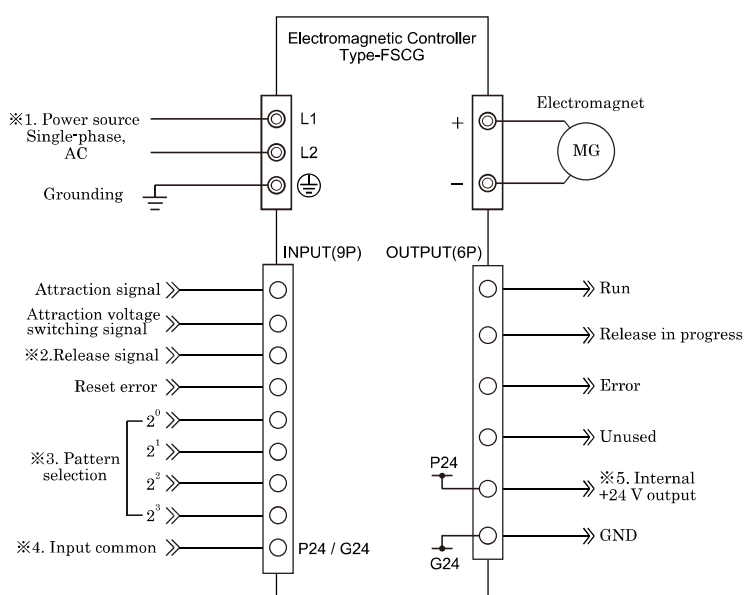 Electromagnetic Controller
Type-FSCG
※1. Power source
Single-phase,
AC
L1
L2
Grounding
+
−
Electromagnet
MG
INPUT(9P)
OUTPUT(6P)
Attraction signal
Attraction voltage
switching signal
※2.Release signal
Reset error
※3. Pattern
selection
2⁰
2¹
2²
2³
※4. Input common
P24 / G24
Run
Release in progress
Error
Unused
P24
※5. Internal
+24 V output
GND
G24